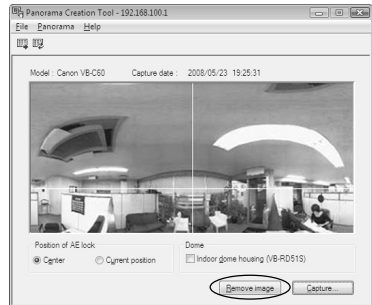 Panorama Creation Tool - 192.168.100.1
File Panorama Help
Model : Canon VB-C60 Capture date : 2008/05/23 19:25:31
Position of AE lock Dome
Center Current position Indoor dome housing (VB-RD51S)
Remove image Capture...